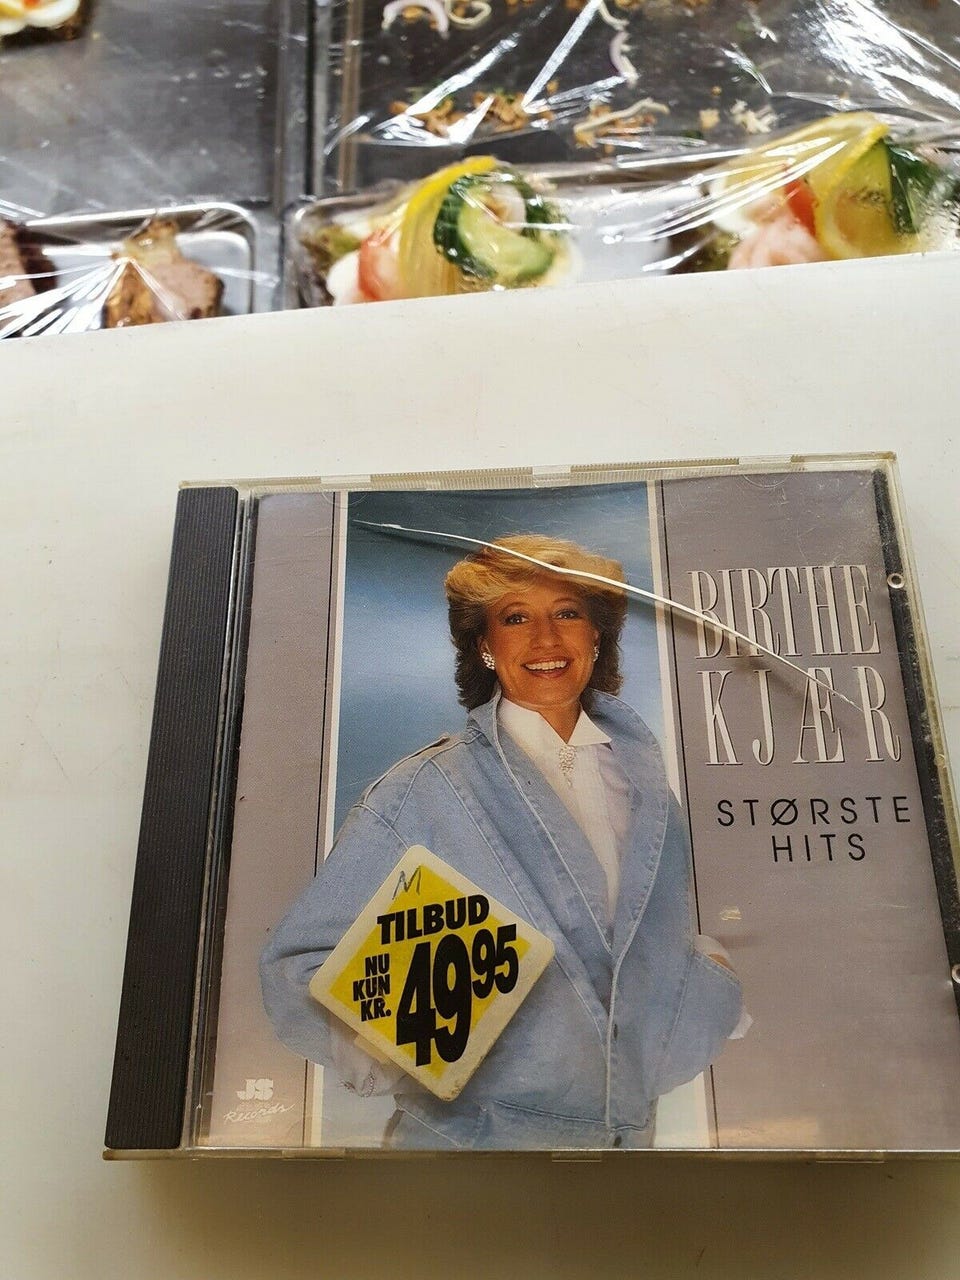 BIRTHE
KJÆR
STØRSTE
HITS
M
TILBUD
NU
KUN
KR.
49 95
JS
Records